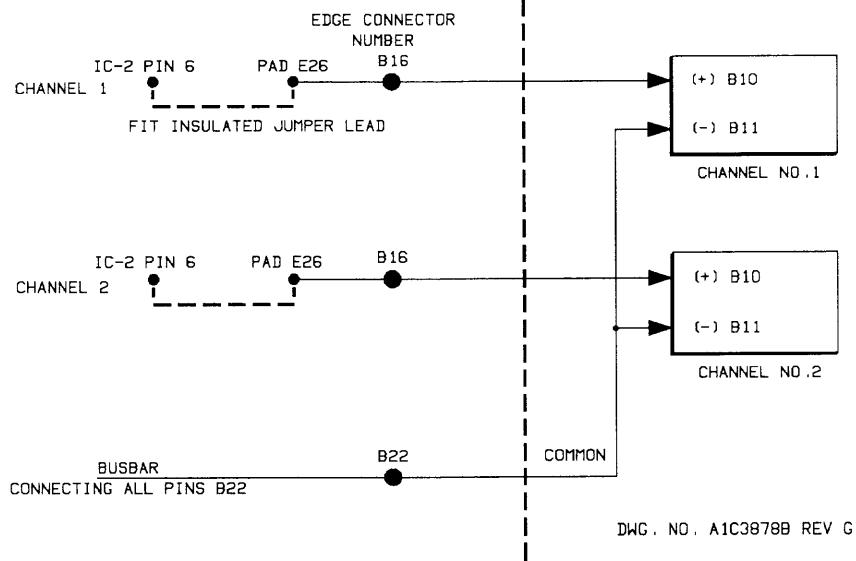 EDGE CONNECTOR
NUMBER
IC-2 PIN 6
PAD E26
B16
CHANNEL 1
FIT INSULATED JUMPER LEAD
(+) B10
(-) B11
CHANNEL NO.1
IC-2 PIN 6
PAD E26
B16
CHANNEL 2
(+) B10
(-) B11
CHANNEL NO.2
BUSBAR
CONNECTING ALL PINS B22
B22
COMMON
DWG. NO. A1C3878B REV G